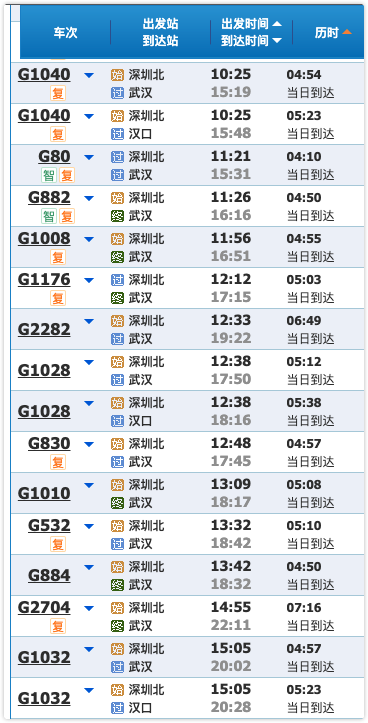 车次 出发站 出发时间 历时
到达站 到达时间
G1040 始 深圳北 10:25 04:54
复 过 武汉 15:19 当日到达
G1040 始 深圳北 10:25 05:23
复 过 汉口 15:48 当日到达
G80 过 深圳北 11:21 04:10
智 复 过 武汉 15:31 当日到达
G882 始 深圳北 11:26 04:50
智 复 终 武汉 16:16 当日到达
G1008 始 深圳北 11:56 04:55
复 终 武汉 16:51 当日到达
G1176 过 深圳北 12:12 05:03
复 终 武汉 17:15 当日到达
G2282 始 深圳北 12:33 06:49
过 武汉 19:22 当日到达
G1028 始 深圳北 12:38 05:12
过 武汉 17:50 当日到达
G1028 始 深圳北 12:38 05:38
过 汉口 18:16 当日到达
G830 始 深圳北 12:48 04:57
复 过 武汉 17:45 当日到达
G1010 始 深圳北 13:09 05:08
终 武汉 18:17 当日到达
G532 始 深圳北 13:32 05:10
复 过 武汉 18:42 当日到达
G884 始 深圳北 13:42 04:50
终 武汉 18:32 当日到达
G2704 始 深圳北 14:55 07:16
复 终 武汉 22:11 当日到达
G1032 始 深圳北 15:05 04:57
过 武汉 20:02 当日到达
G1032 始 深圳北 15:05 05:23
过 汉口 20:28 当日到达